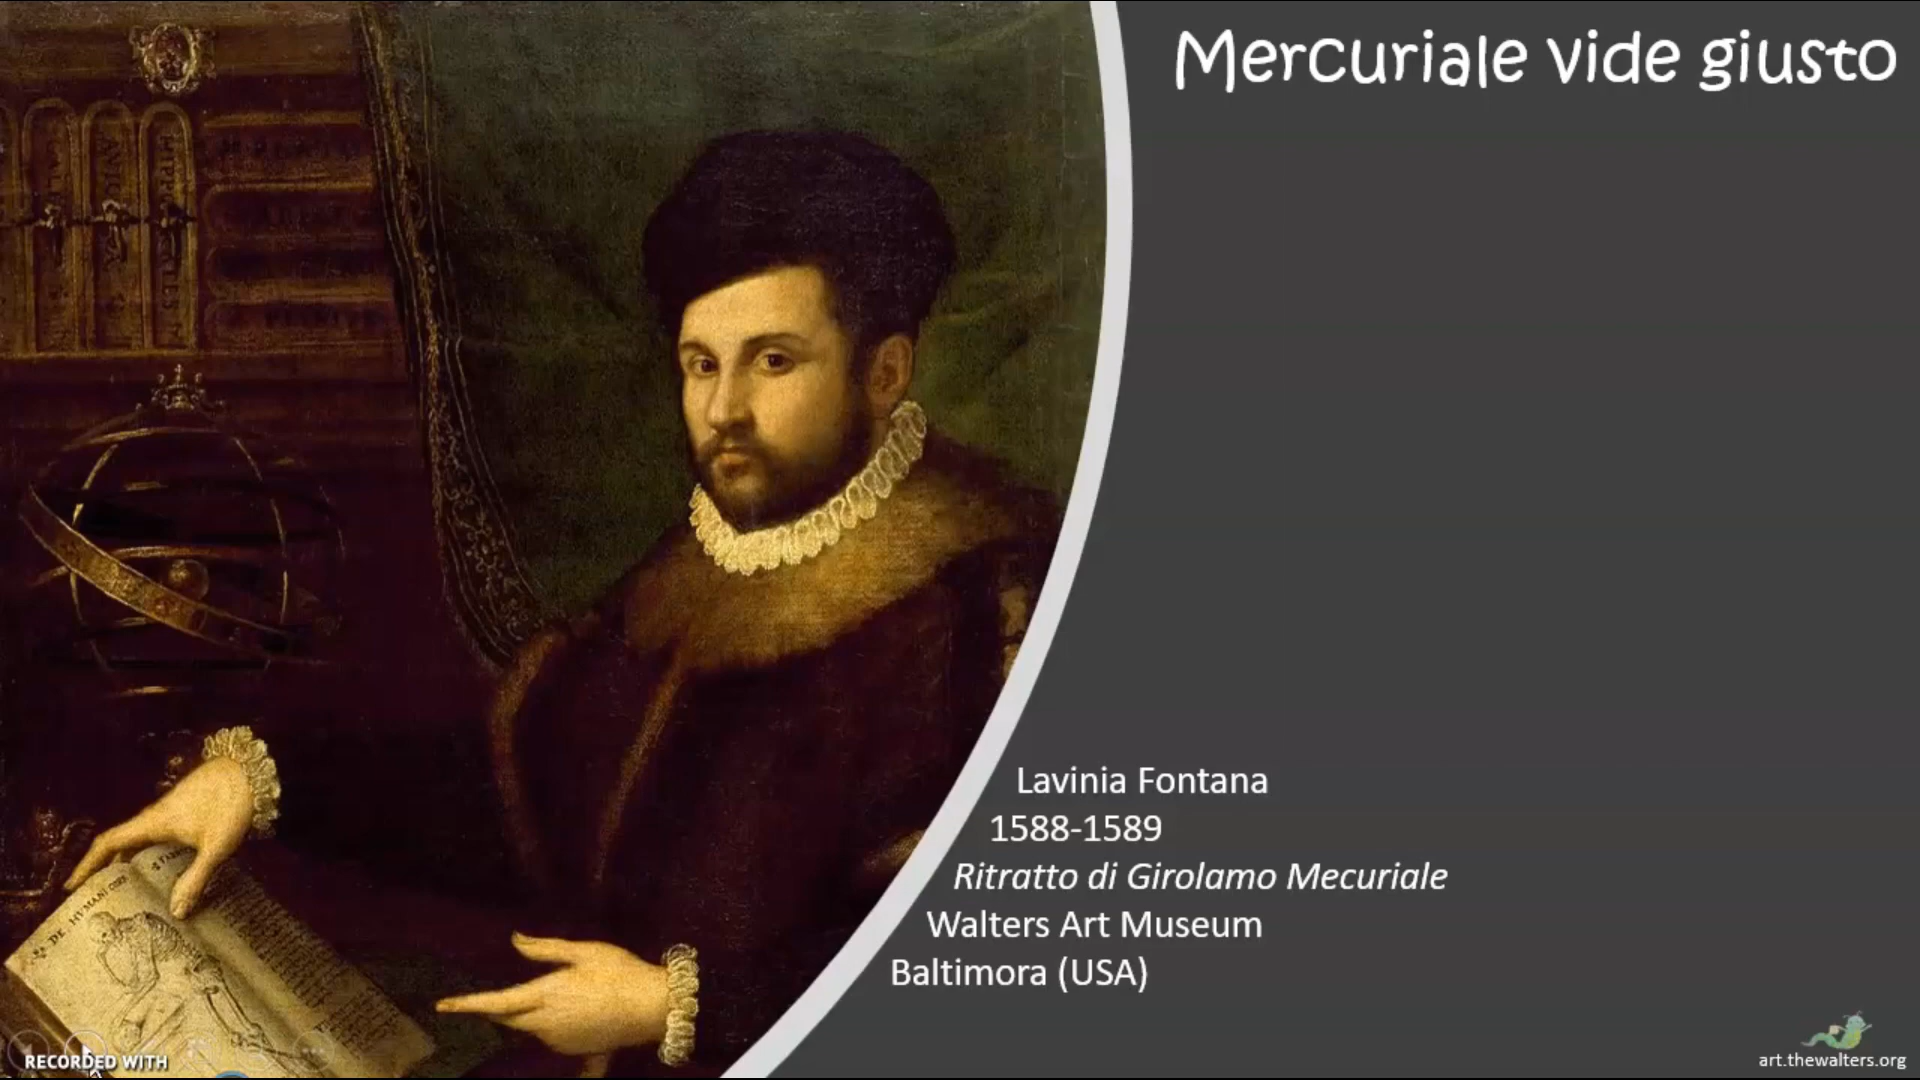 Mercuriale vide giusto
Lavinia Fontana
1588-1589
Ritratto di Girolamo Mecuriale
Walters Art Museum
Baltimora (USA)
DE HVMANI CORP
art.thewalters.org
RECORDED WITH